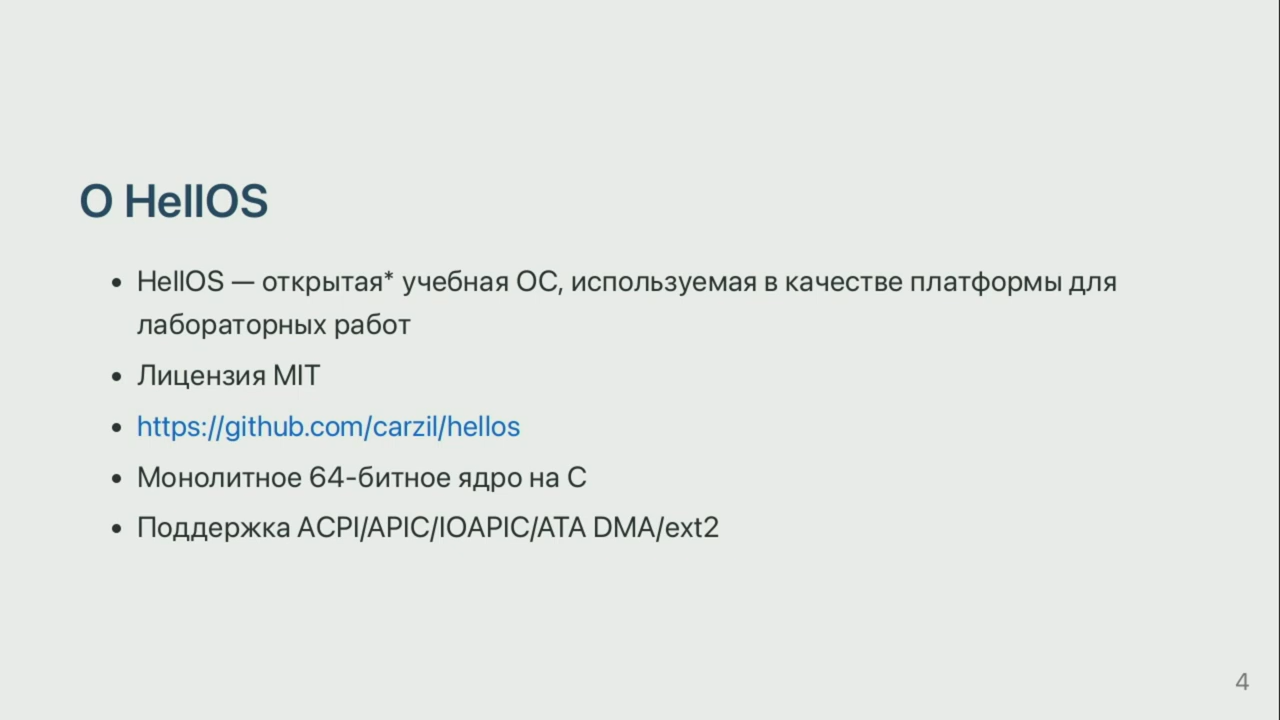 О HellOS
• HellOS — открытая* учебная ОС, используемая в качестве платформы для
лабораторных работ
• Лицензия MIT
• https://github.com/carzil/hellos
• Монолитное 64-битное ядро на C
• Поддержка ACPI/APIC/IOAPIC/ATA DMA/ext2
4